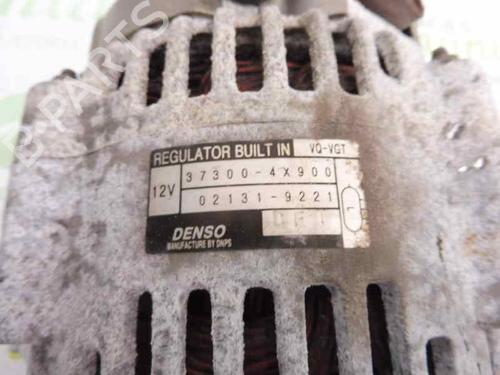 REGULATOR BUILT IN VQ-VGT
12V 37300-4X900
02131-9221
DENSO
MANUFACTURE BY DNPS
B-PARTS